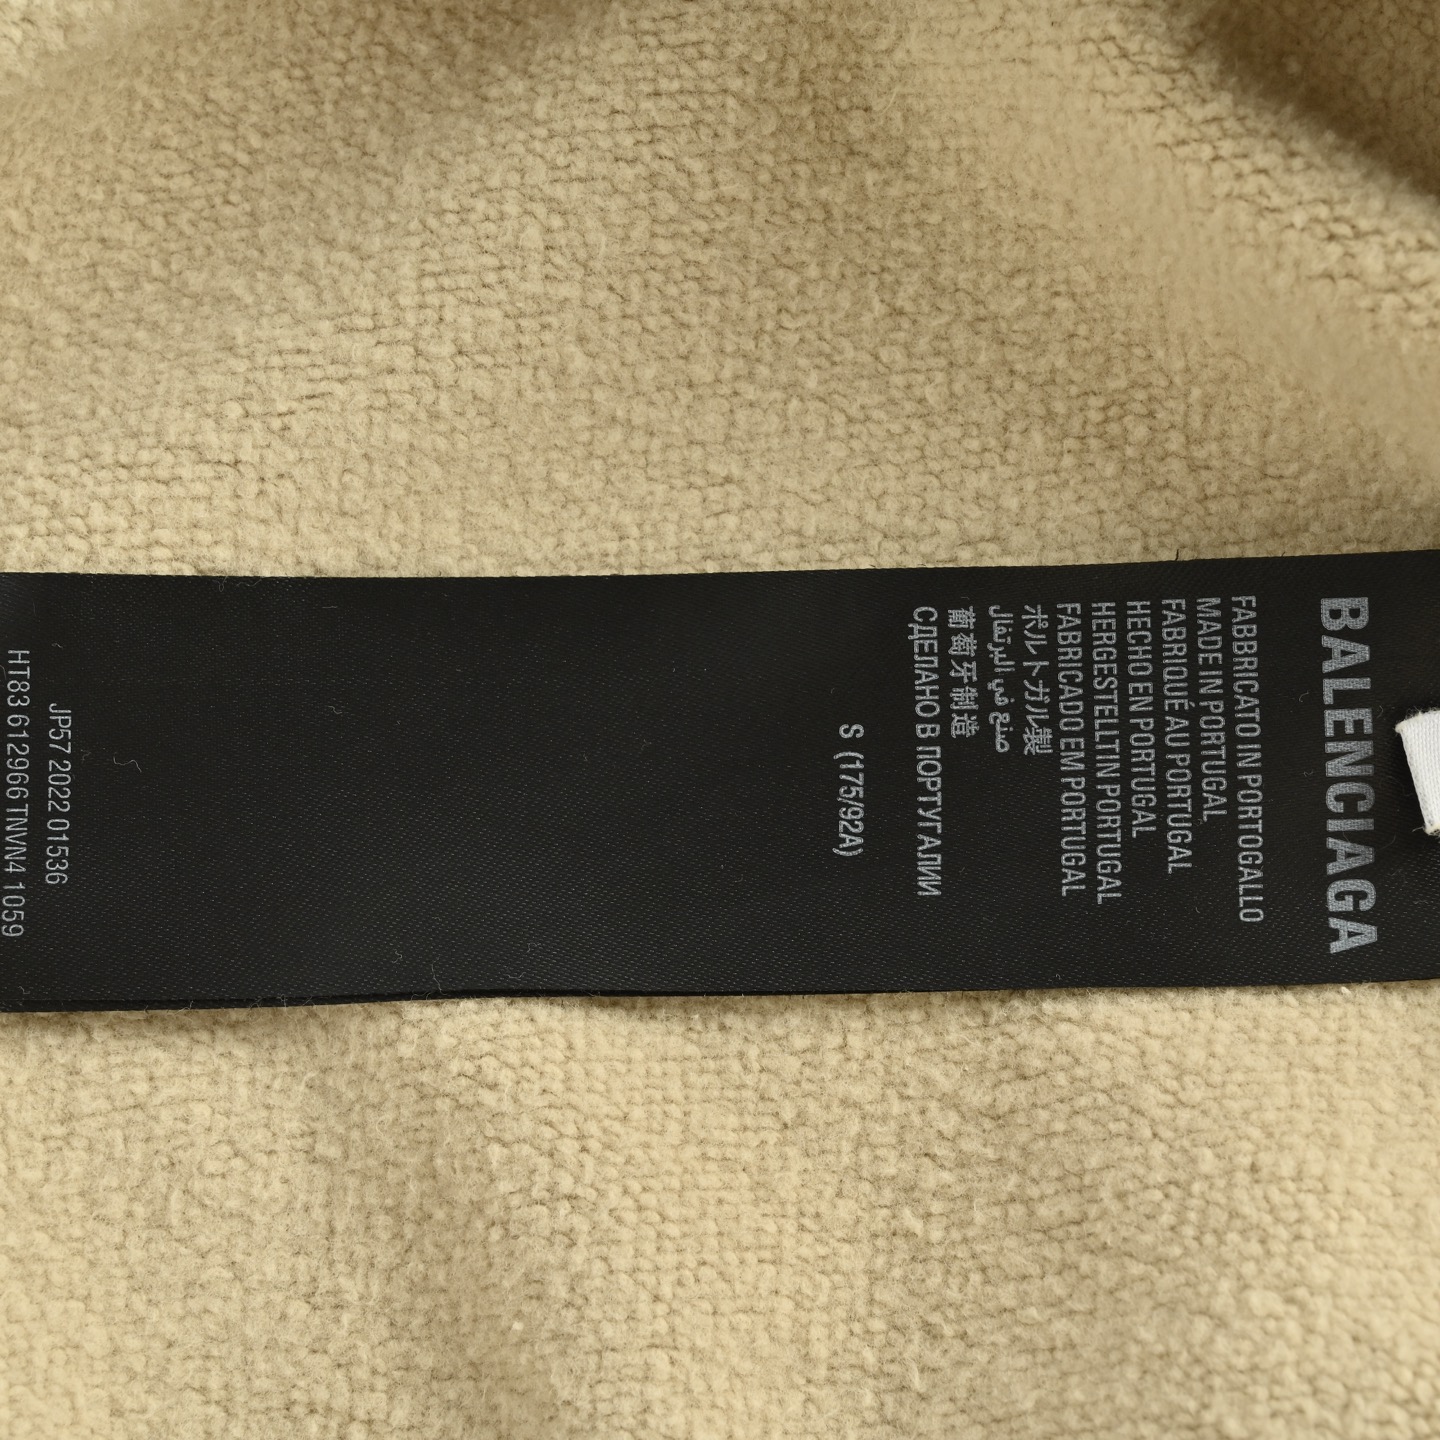 BALENCIAGA
FABBRICATO IN PORTOGALLO
MADE IN PORTUGAL
FABRIQUÉ AU PORTUGAL
HECHO EN PORTUGAL
HERGESTELLT IN PORTUGAL
FABRICADO EM PORTUGAL
ポルトガル製
صنع في البرتغال
葡萄牙制造
СДЕЛАНО В ПОРТУГАЛИИ
S (175/92A)
JP57 2022 01536
HT83 612966 TNVN4 1059